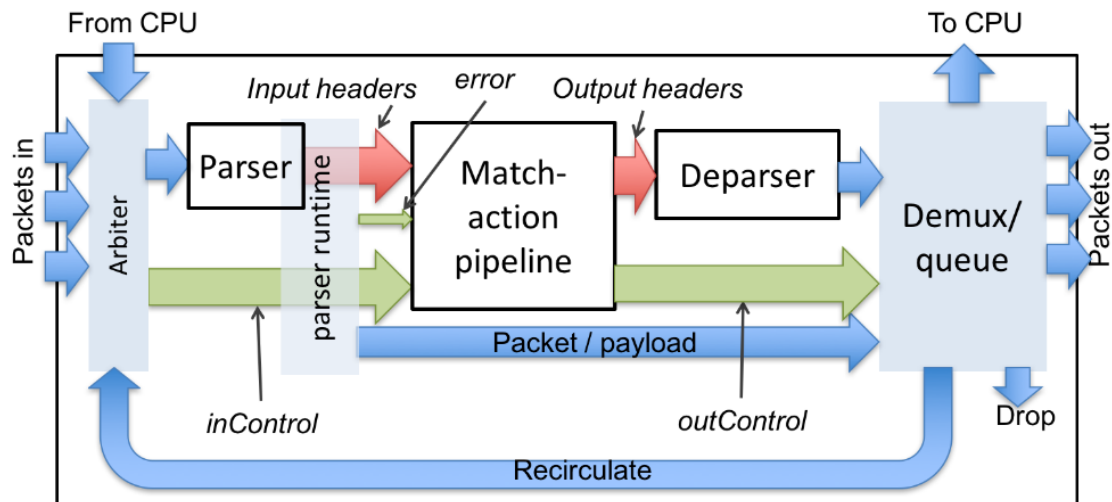 From CPU
To CPU
Input headers
error
Output headers
Packets in
Arbiter
Parser
parser runtime
Match-
action
pipeline
Deparser
Demux/
queue
Packets out
Packet / payload
inControl
outControl
Drop
Recirculate